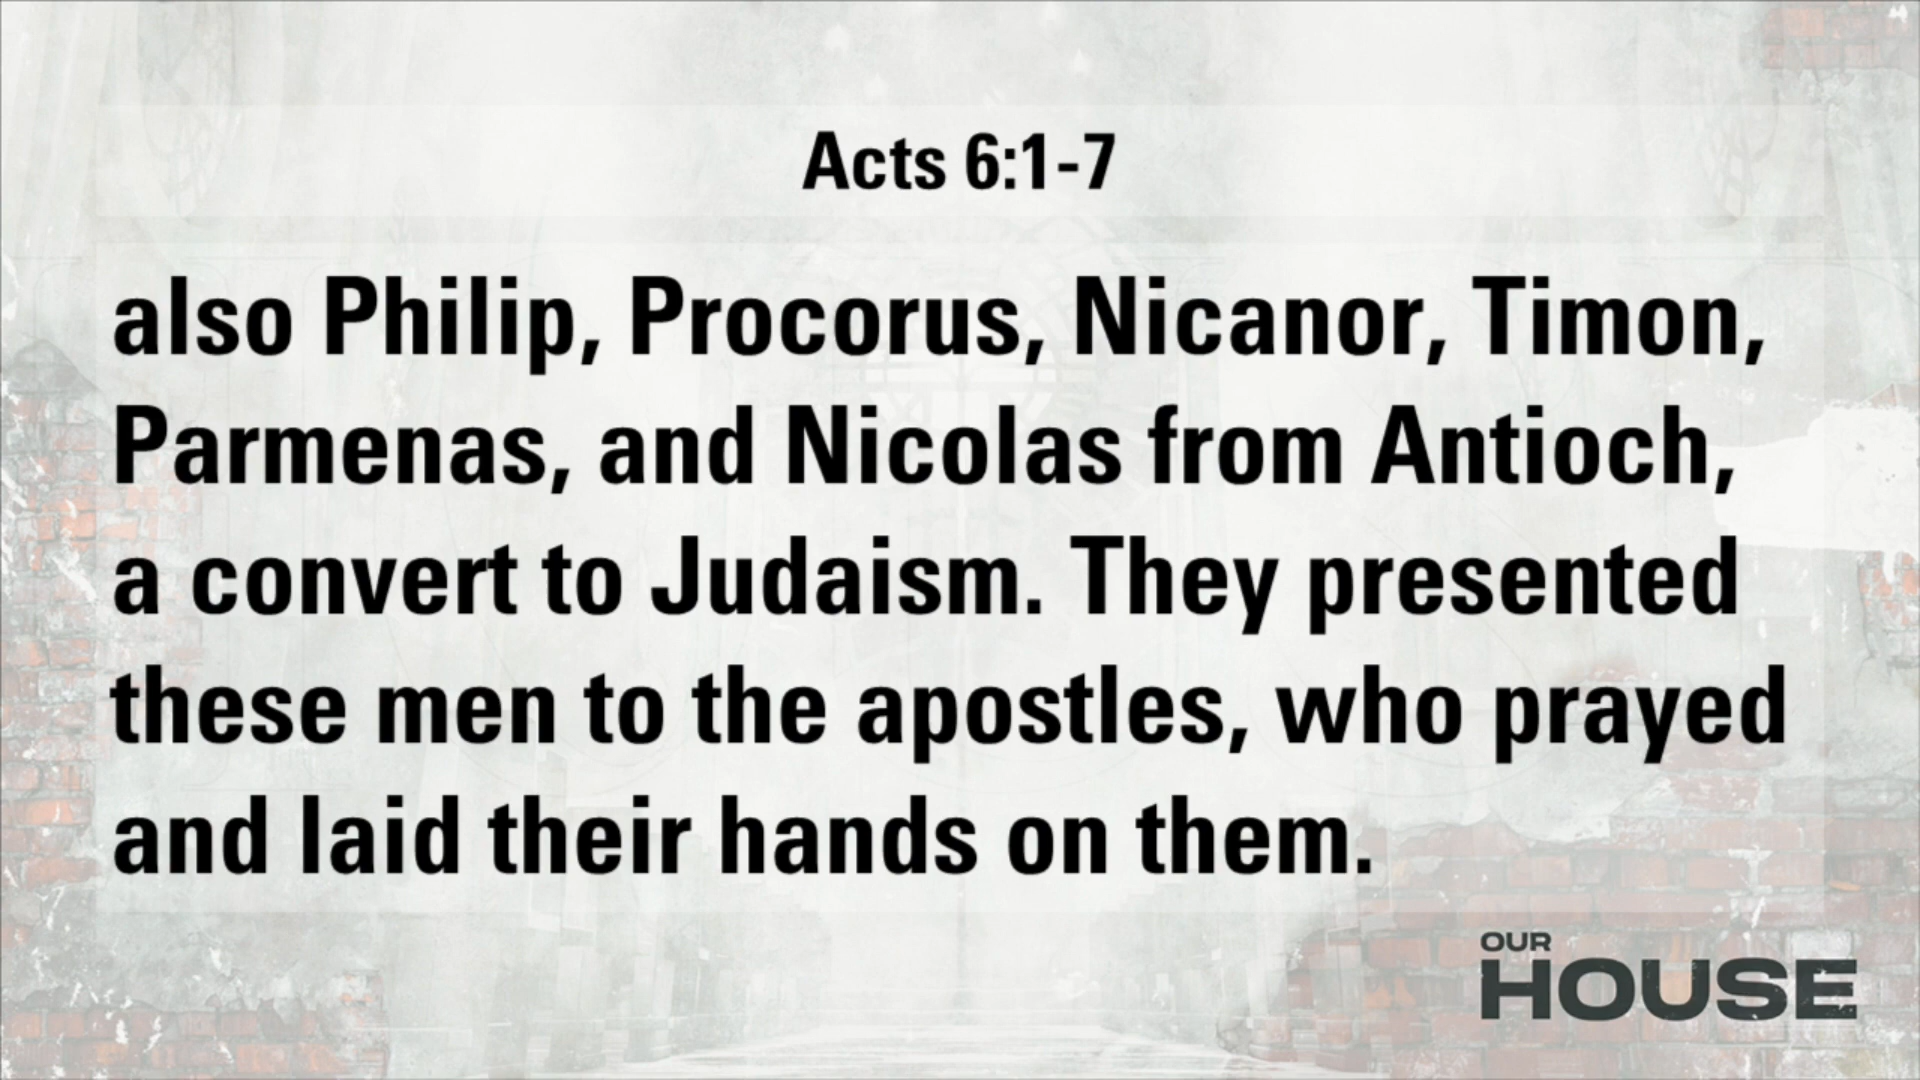 Acts 6:1-7
also Philip, Procorus, Nicanor, Timon,
Parmenas, and Nicolas from Antioch,
a convert to Judaism. They presented
these men to the apostles, who prayed
and laid their hands on them.
OUR
HOUSE